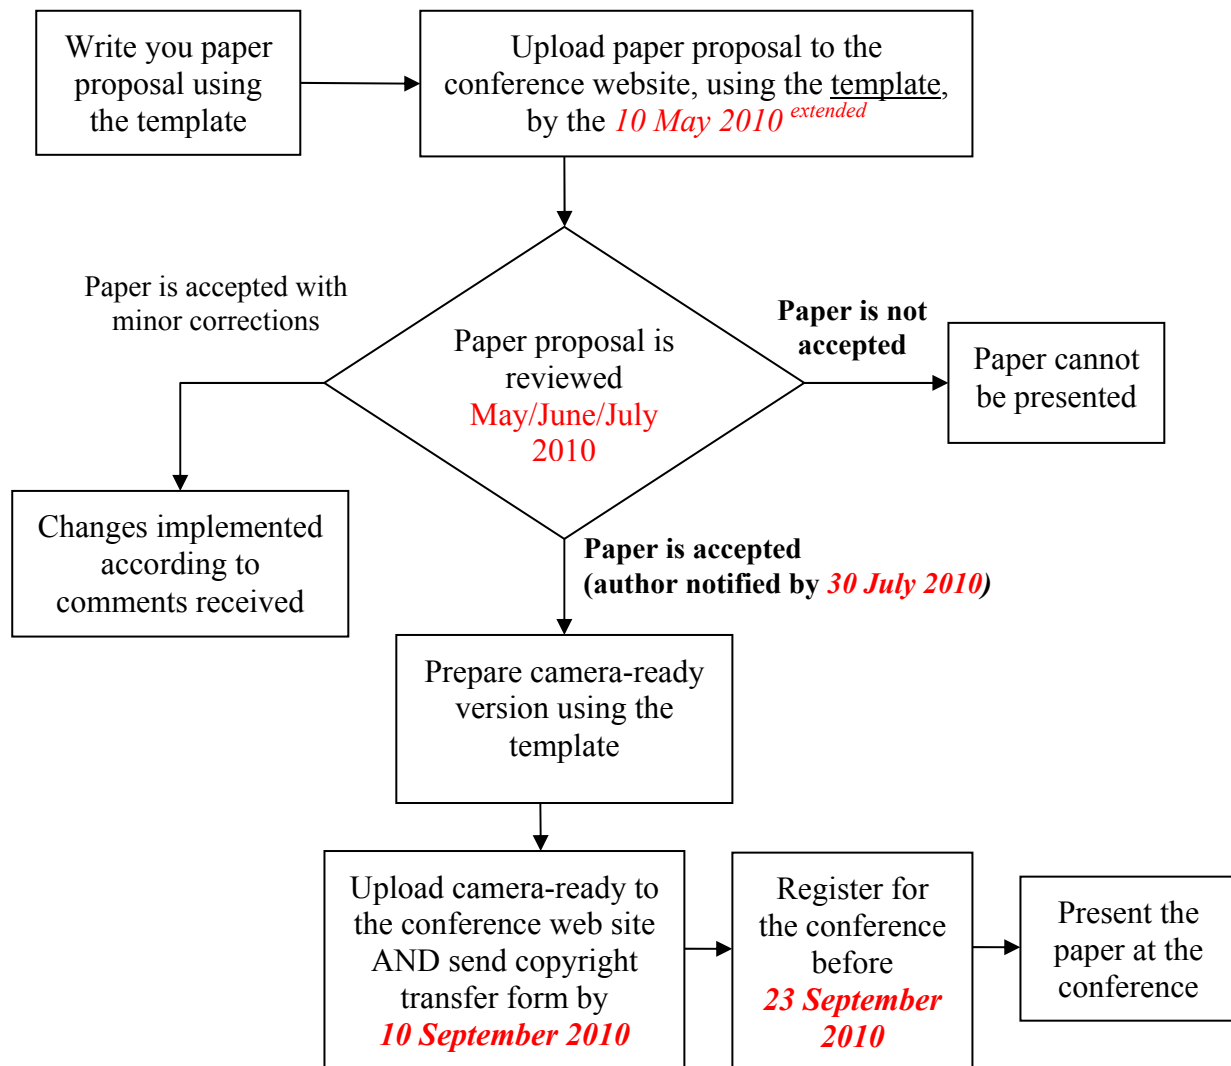 Write you paper
proposal using
the template
Upload paper proposal to the
conference website, using the template,
by the 10 May 2010 extended
Paper is accepted with
minor corrections
Paper proposal is
reviewed
May/June/July
2010
Paper is not
accepted
Paper cannot
be presented
Changes implemented
according to
comments received
Paper is accepted
(author notified by 30 July 2010)
Prepare camera-ready
version using the
template
Upload camera-ready to
the conference web site
AND send copyright
transfer form by
10 September 2010
Register for
the conference
before
23 September
2010
Present the
paper at the
conference